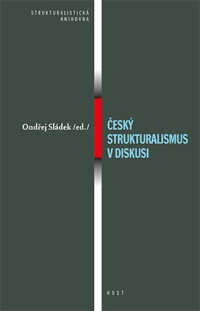 STRUKTURALISTICKÁ
KNIHOVNA
Ondřej Sládek /ed./
ČESKÝ
STRUKTURALISMUS
V DISKUSI
HOST